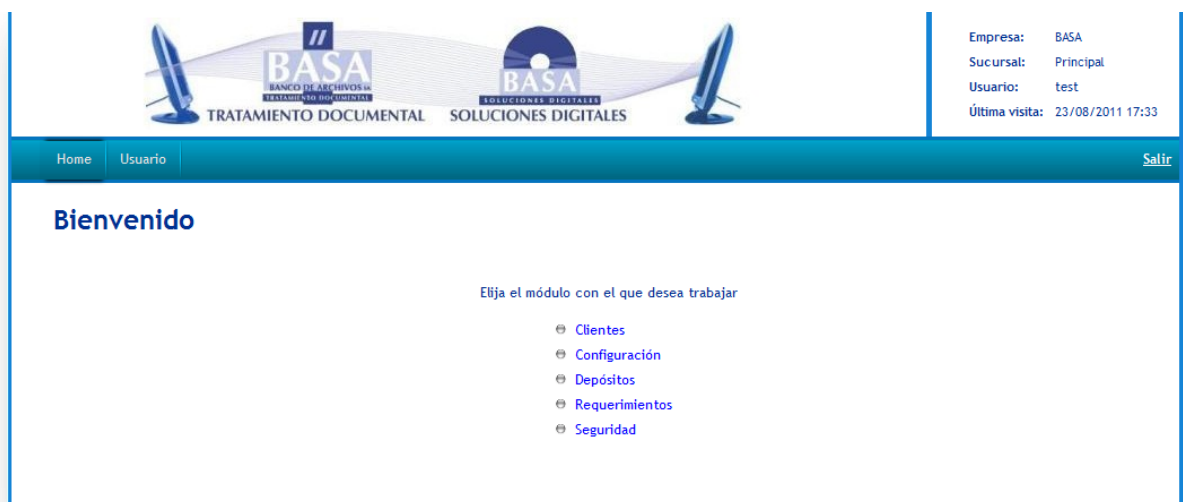 BASA
BANCO DE ARCHIVOS SA
TRATAMIENTO DOCUMENTAL
TRATAMIENTO DOCUMENTAL
BASA
SOLUCIONES DIGITALES
SOLUCIONES DIGITALES
Empresa: BASA
Sucursal: Principal
Usuario: test
Última visita: 23/08/2011 17:33
Home Usuario Salir
Bienvenido
Elija el módulo con el que desea trabajar
Clientes
Configuración
Depósitos
Requerimientos
Seguridad